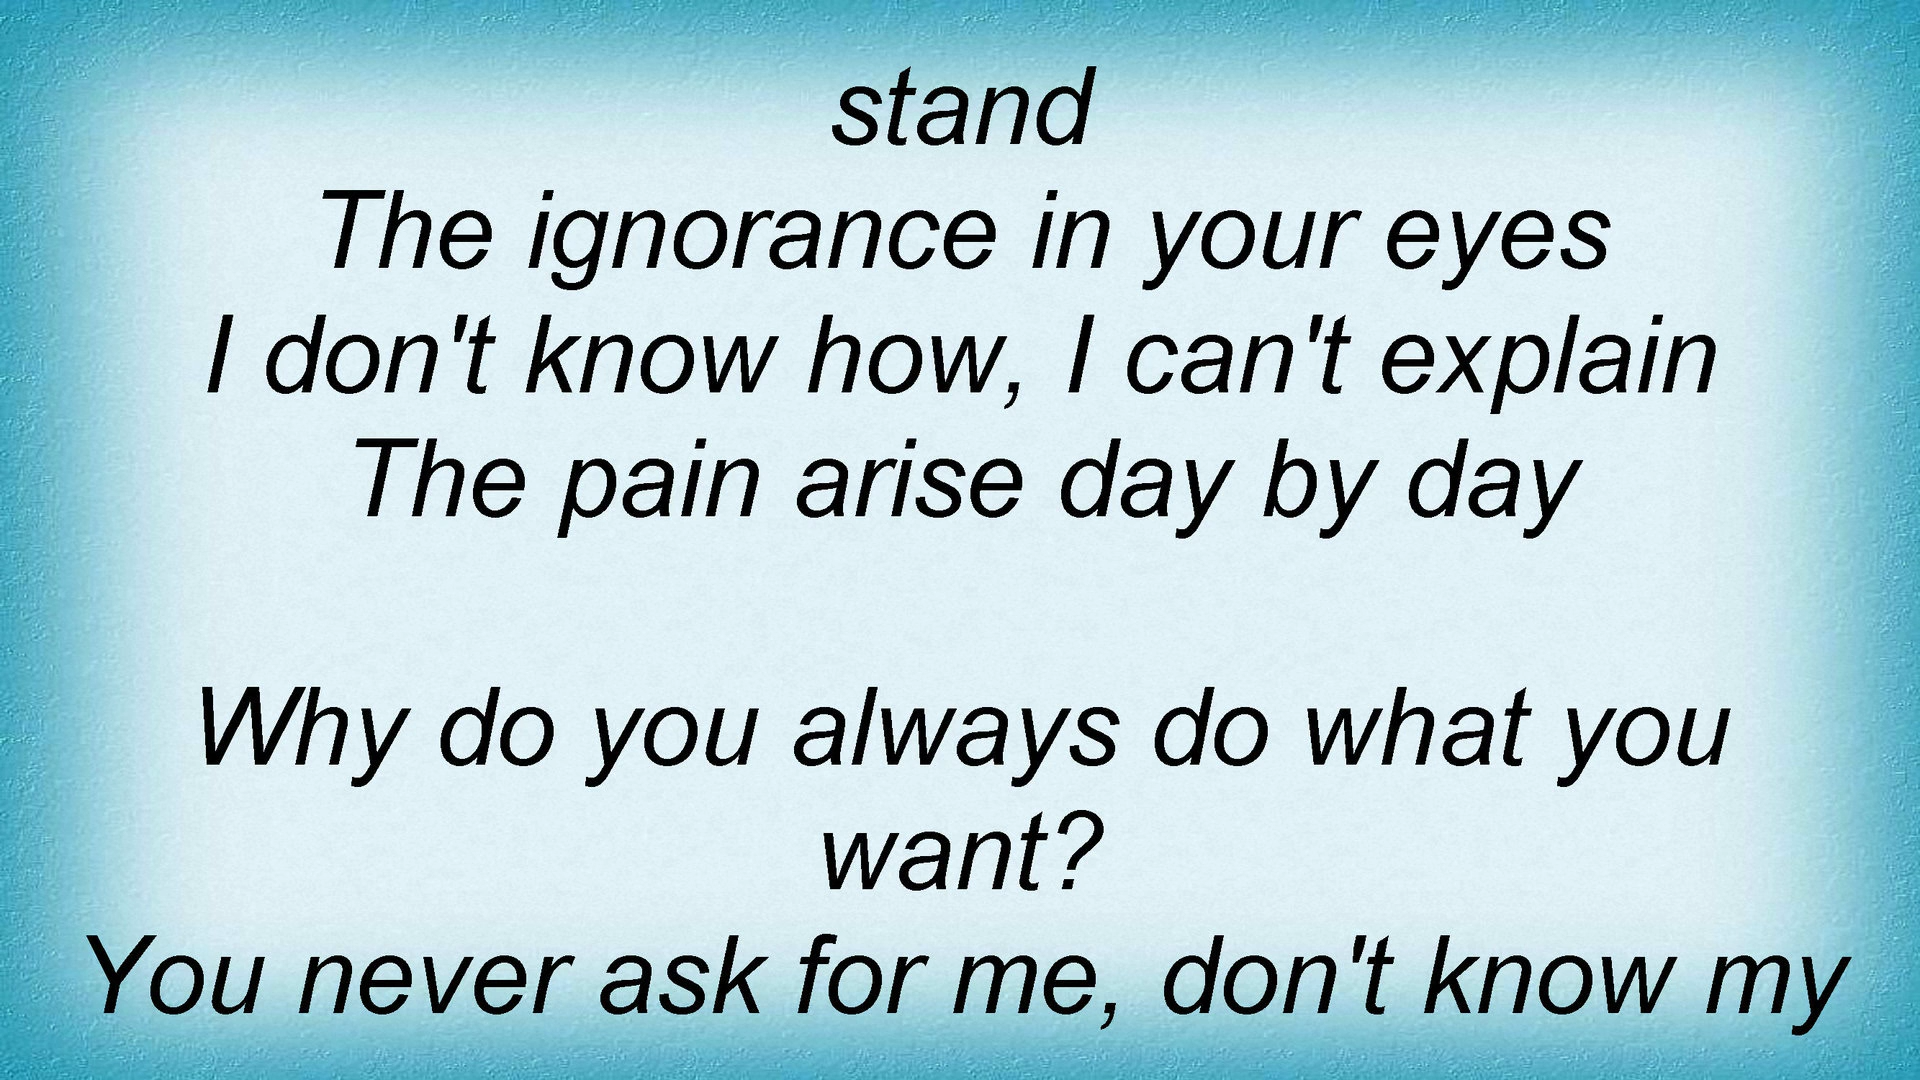 stand
The ignorance in your eyes
I don't know how, I can't explain
The pain arise day by day
Why do you always do what you
want?
You never ask for me, don't know my